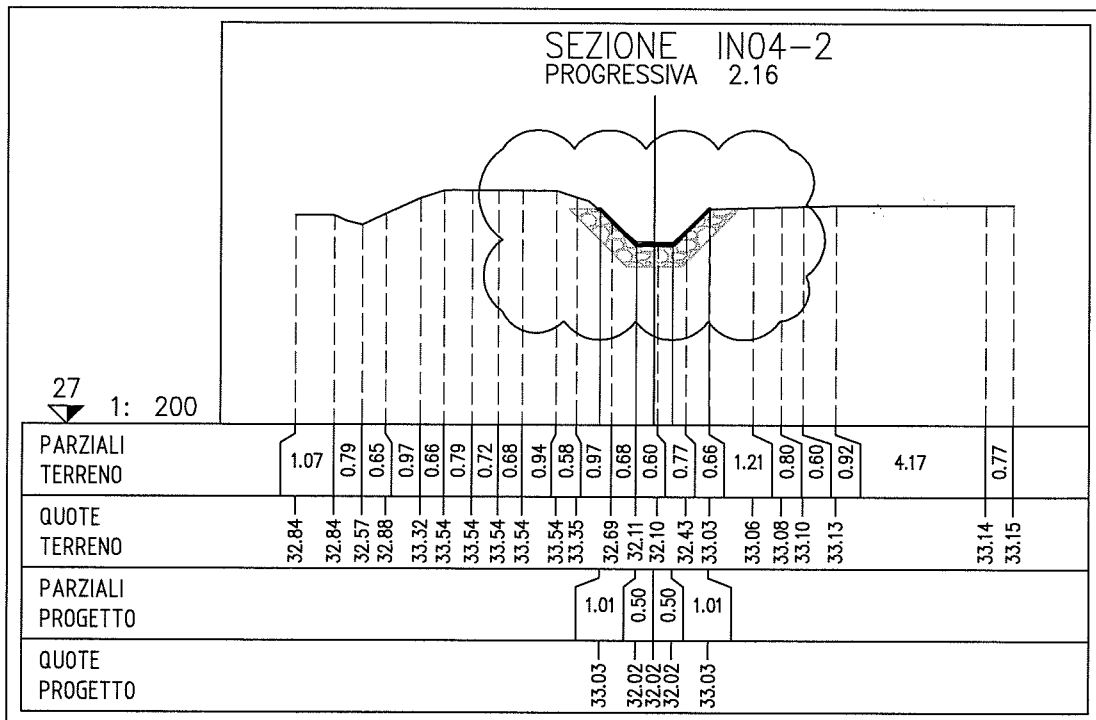 SEZIONE IN04-2
PROGRESSIVA 2.16
27
1: 200
PARZIALI
TERRENO
1.07 0.79 0.65 0.97 0.66 0.79 0.72 0.68 0.94 0.58 0.97 0.68 0.60 0.77 0.66 1.21 0.80 0.60 0.92 4.17 0.77
QUOTE
TERRENO
32.84 32.84 32.57 32.88 33.32 33.54 33.54 33.54 33.54 33.54 33.35 32.69 32.11 32.10 32.43 33.03 33.06 33.08 33.10 33.13 33.14 33.15
PARZIALI
PROGETTO
1.01 0.50 0.50 1.01
QUOTE
PROGETTO
33.03 32.02 32.02 32.02 33.03